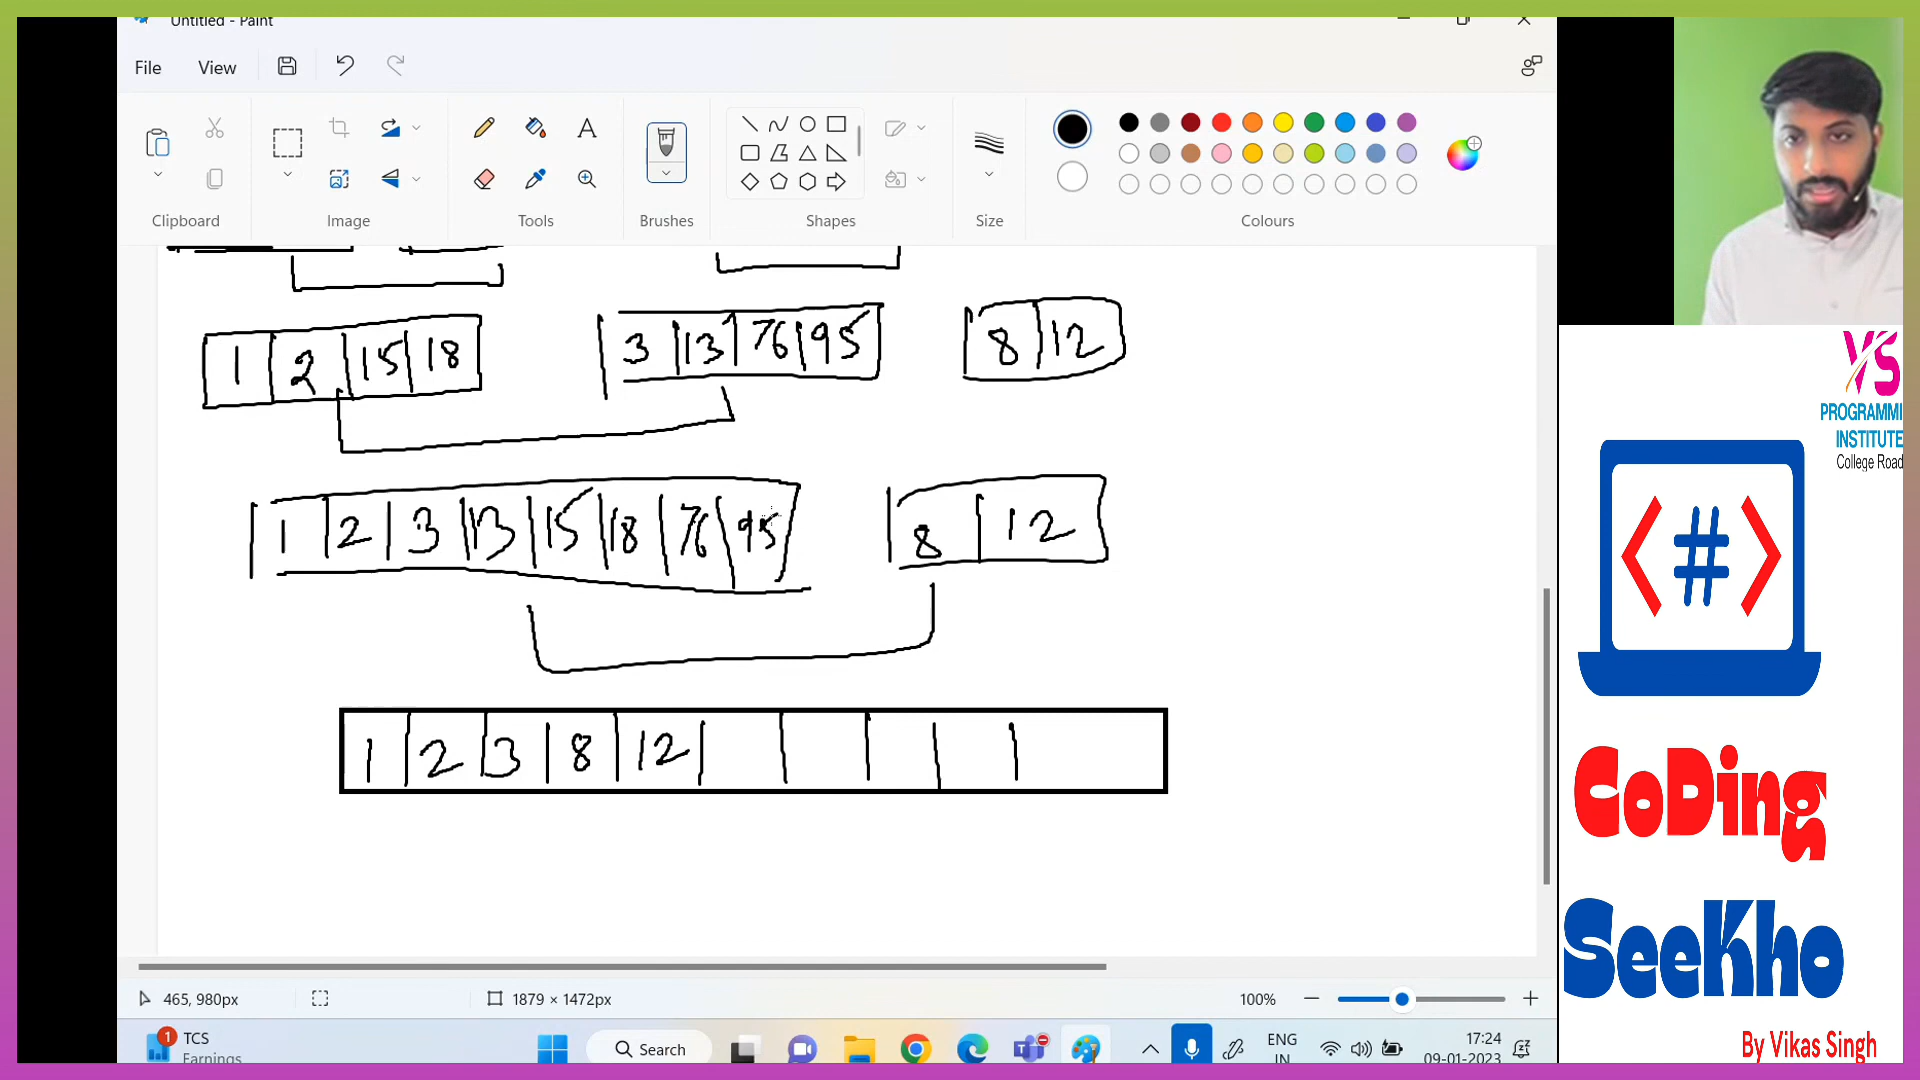 Untitled - Paint
File View
Clipboard Image Tools Brushes Shapes Size Colours
A
1 2 15 18 3 13 76 95 8 12
1 2 3 13 15 18 76 95 8 12
1 2 3 8 12
465, 980px 1879 × 1472px 100%
1 TCS
Earnings
Search
ENG
IN
17:24
09-01-2023
VS
PROGRAMMI
INSTITUTE
College Road
<#>
CoDing
SeeKho
By Vikas Singh